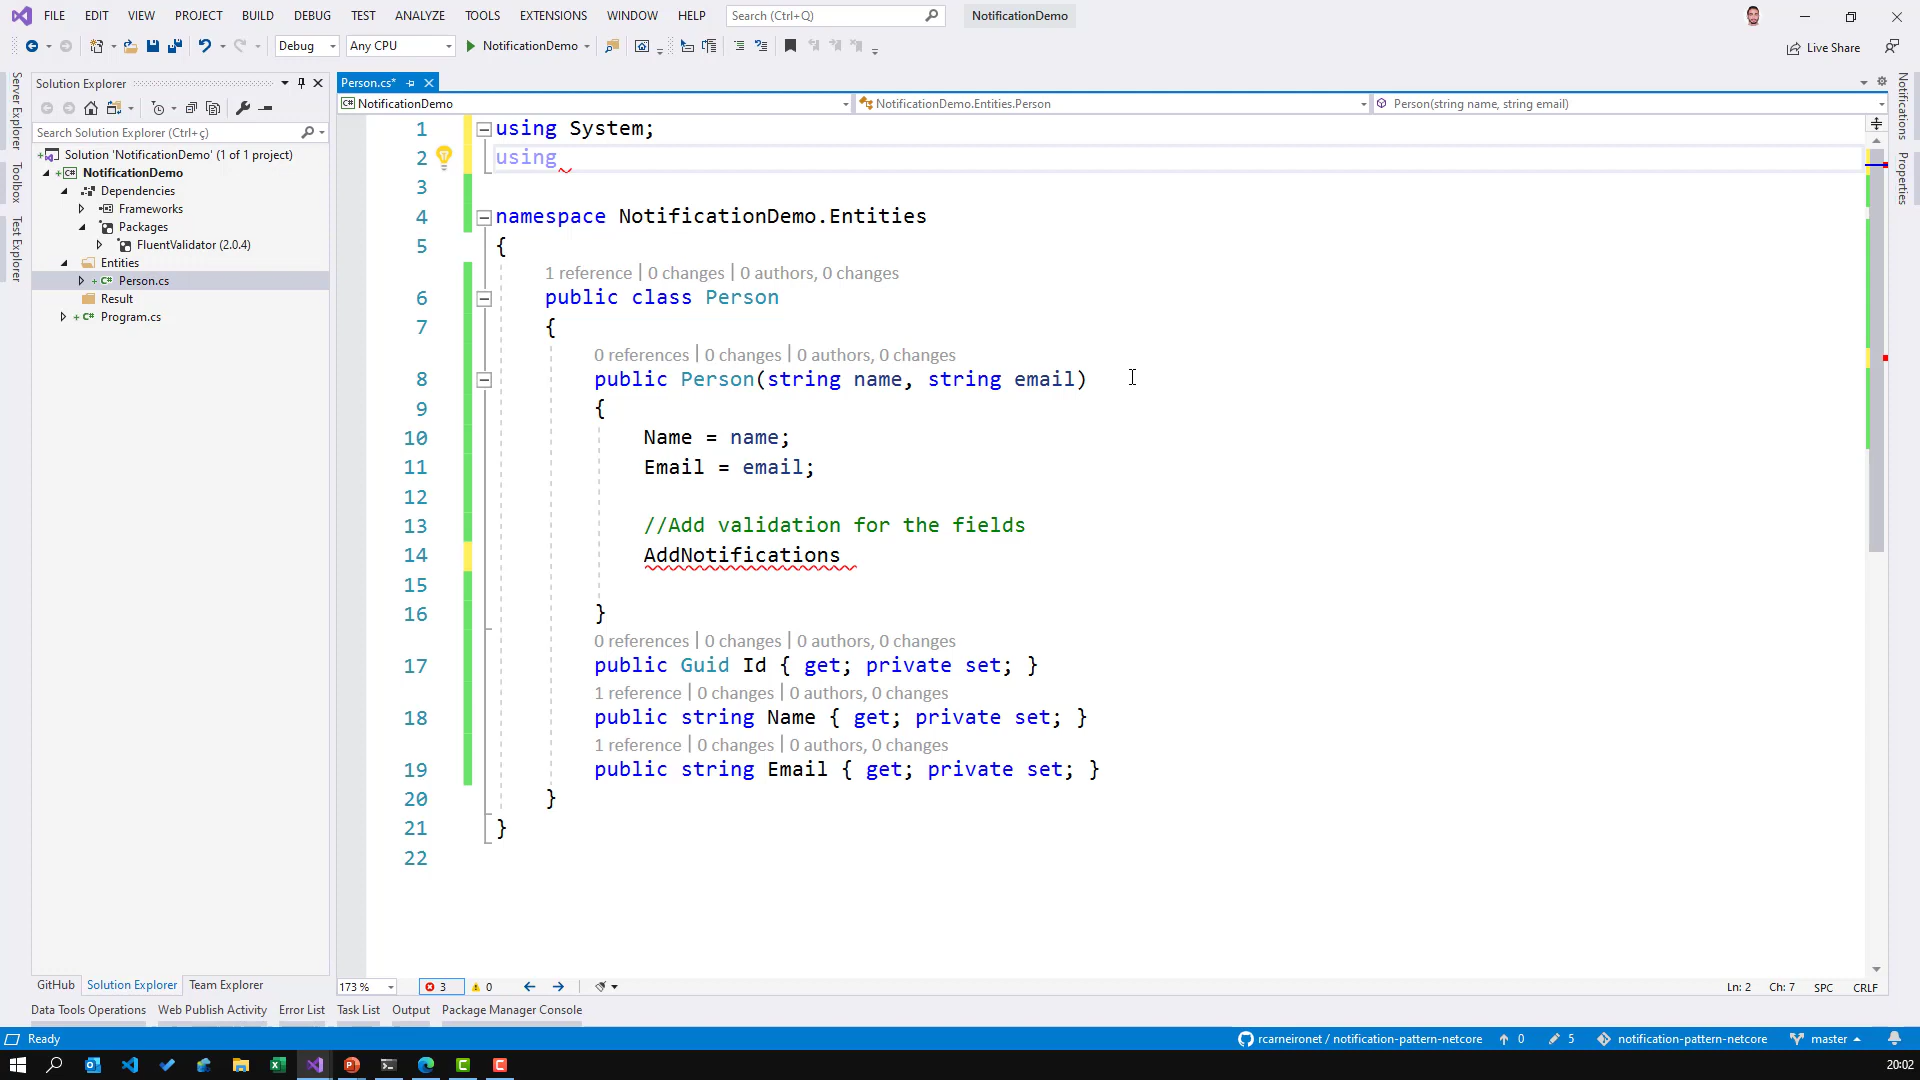 FILE EDIT VIEW PROJECT BUILD DEBUG TEST ANALYZE TOOLS EXTENSIONS WINDOW HELP Search (Ctrl+Q) NotificationDemo
Debug Any CPU NotificationDemo Live Share
Server Explorer
Toolbox
Test Explorer
Solution Explorer
Search Solution Explorer (Ctrl+ç)
Solution 'NotificationDemo' (1 of 1 project)
NotificationDemo
Dependencies
Frameworks
Packages
FluentValidator (2.0.4)
Entities
Person.cs
Result
Program.cs
GitHub Solution Explorer Team Explorer
Person.cs*
NotificationDemo NotificationDemo.Entities.Person Person(string name, string email)
1 using System;
2 using
3
4 namespace NotificationDemo.Entities
5 {
1 reference | 0 changes | 0 authors, 0 changes
6 public class Person
7 {
0 references | 0 changes | 0 authors, 0 changes
8 public Person(string name, string email)
9 {
10 Name = name;
11 Email = email;
12
13 //Add validation for the fields
14 AddNotifications
15
16 }
0 references | 0 changes | 0 authors, 0 changes
17 public Guid Id { get; private set; }
1 reference | 0 changes | 0 authors, 0 changes
18 public string Name { get; private set; }
1 reference | 0 changes | 0 authors, 0 changes
19 public string Email { get; private set; }
20 }
21 }
22
Notifications
Properties
173 % 3 0 Ln: 2 Ch: 7 SPC CRLF
Data Tools Operations Web Publish Activity Error List Task List Output Package Manager Console
Ready rcarneironet / notification-pattern-netcore 0 5 notification-pattern-netcore master
20:02